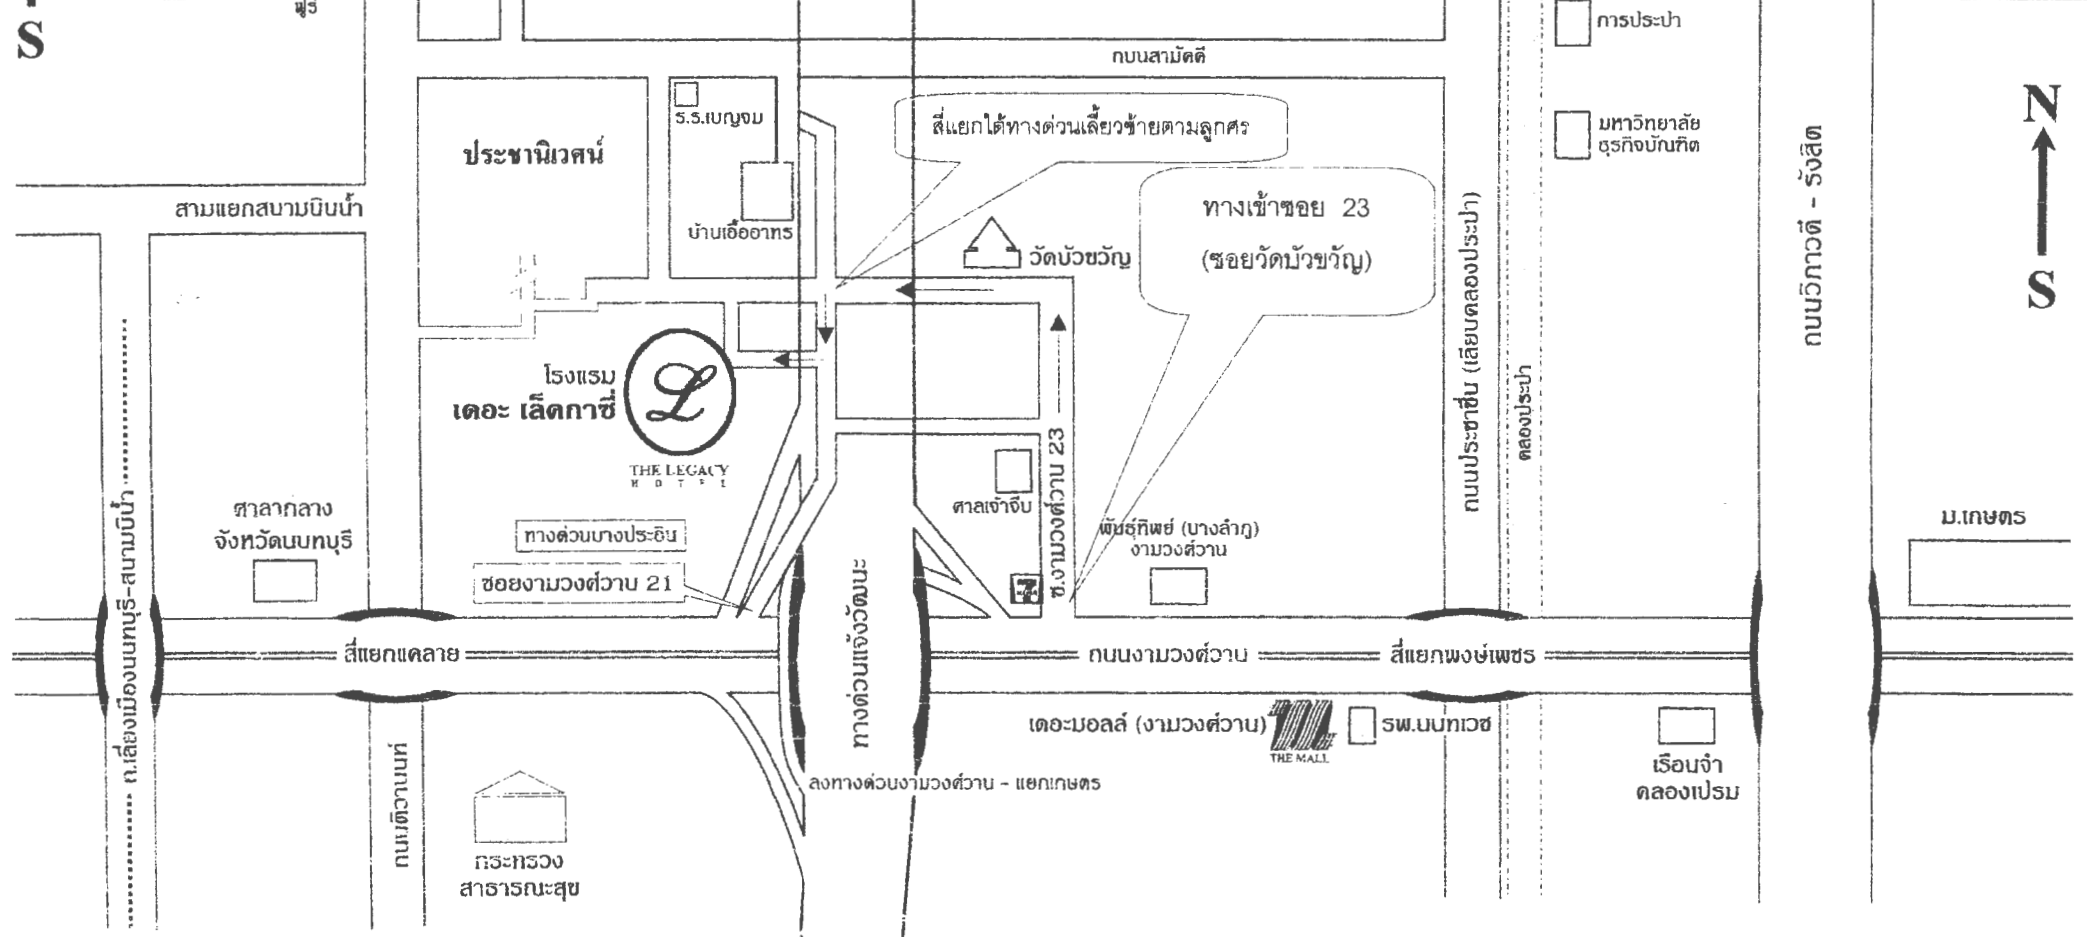 S
ถนนสามัคคี
การประปา
N
S
ร.ร.เบญจม
สี่แยกใต้ทางด่วนเลี้ยวซ้ายตามลูกศร
มหาวิทยาลัย
ธุรกิจบัณฑิต
ประชานิเวศน์
สามแยกสนามบินน้ำ
บ้านเอื้ออาทร
วัดบัวขวัญ
ทางเข้าซอย 23
(ซอยวัดบัวขวัญ)
ถนนประชาชื่น (เลียบคลองประปา)
คลองประปา
ถนนวิภาวดี - รังสิต
โรงแรม
เดอะ เล็คกาซี่
L
THE LEGACY
HOTEL
ศาลากลาง
จังหวัดนนทบุรี
ทางด่วนบางปะอิน
ซอยงามวงศ์วาน 21
ศาลเจ้าจีน
ซ.งามวงศ์วาน 23
พันธุ์ทิพย์ (บางลำภู)
งามวงศ์วาน
ม.เกษตร
ถ.เลี่ยงเมืองนนทบุรี-สนามบินน้ำ
สี่แยกแคลาย
ทางด่วนแจ้งวัฒนะ
ถนนงามวงศ์วาน
สี่แยกพงษ์เพชร
เดอะมอลล์ (งามวงศ์วาน)
THE MALL
รพ.นนทเวช
เรือนจำ
คลองเปรม
ถนนติวานนท์
ลงทางด่วนงามวงศ์วาน - แยกเกษตร
กระทรวง
สาธารณะสุข